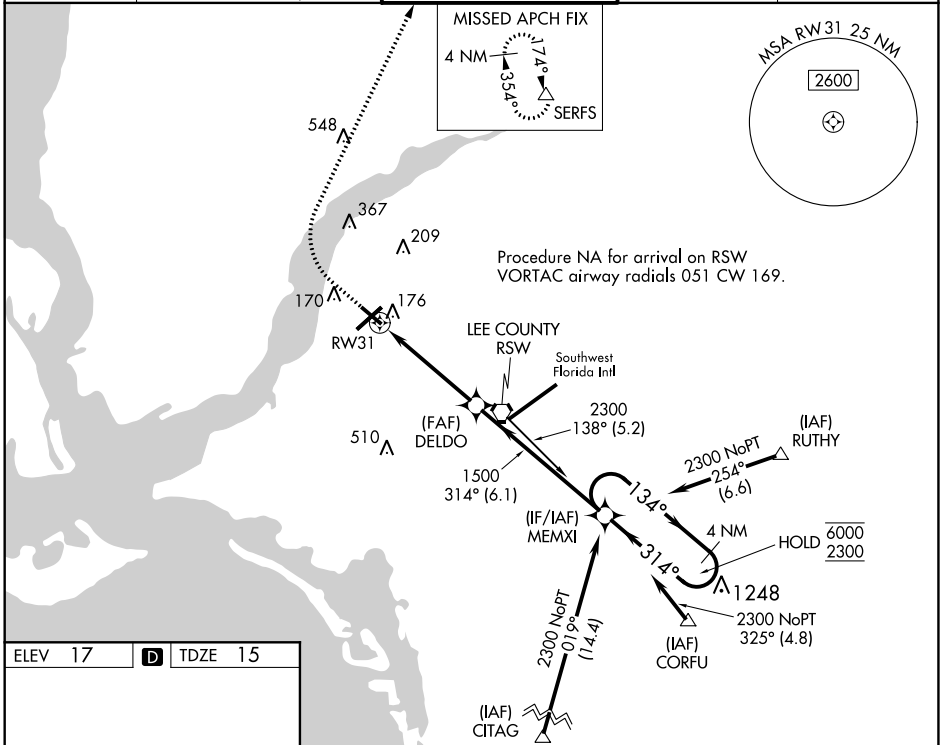 MISSED APCH FIX
4 NM
174°
354°
SERFS
MSA RW31 25 NM
2600
548
367
209
Procedure NA for arrival on RSW
VORTAC airway radials 051 CW 169.
170
176
RW31
LEE COUNTY
RSW
Southwest
Florida Intl
(FAF)
DELDO
2300
138° (5.2)
510
1500
314° (6.1)
(IAF)
RUTHY
2300 NoPT
254°
(6.6)
(IF/IAF)
MEMXI
134°
4 NM
314°
HOLD
6000
2300
1248
2300 NoPT
325° (4.8)
(IAF)
CORFU
2300 NoPT
019°
(14.4)
(IAF)
CITAG
ELEV 17
D
TDZE 15